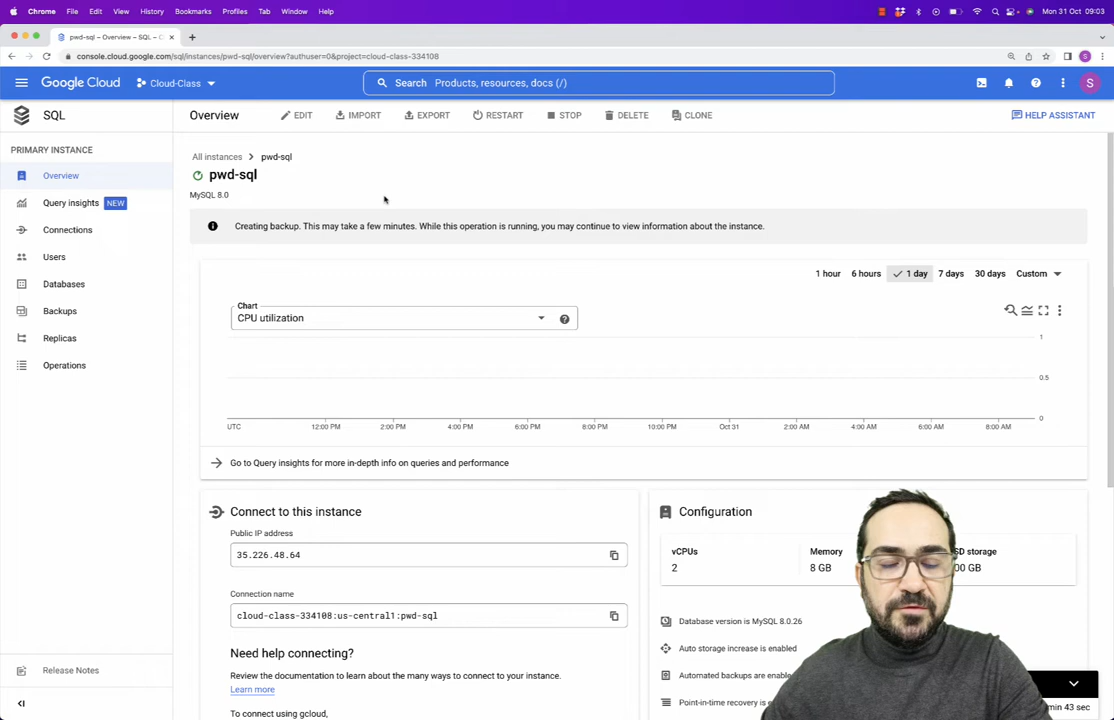 Chrome File Edit View History Bookmarks Profiles Tab Window Help Mon 31 Oct 09:03
pwd-sql – Overview – SQL – C
console.cloud.google.com/sql/instances/pwd-sql/overview?authuser=0&project=cloud-class-334108 S
Google Cloud Cloud-Class Search Products, resources, docs (/) S
SQL Overview EDIT IMPORT EXPORT RESTART STOP DELETE CLONE HELP ASSISTANT
PRIMARY INSTANCE
Overview
Query insights NEW
Connections
Users
Databases
Backups
Replicas
Operations
Release Notes
All instances > pwd-sql
pwd-sql
MySQL 8.0
Creating backup. This may take a few minutes. While this operation is running, you may continue to view information about the instance.
1 hour 6 hours 1 day 7 days 30 days Custom
Chart
CPU utilization
1
0.5
0
UTC 12:00 PM 2:00 PM 4:00 PM 6:00 PM 8:00 PM 10:00 PM Oct 31 2:00 AM 4:00 AM 6:00 AM 8:00 AM
Go to Query insights for more in-depth info on queries and performance
Connect to this instance
Public IP address
35.226.48.64
Connection name
cloud-class-334108:us-central1:pwd-sql
Need help connecting?
Review the documentation to learn about the many ways to connect to your instance.
Learn more
To connect using gcloud,
Configuration
vCPUs Memory SD storage
2 8 GB 00 GB
Database version is MySQL 8.0.26
Auto storage increase is enabled
Automated backups are enable
Point-in-time recovery is e
min 43 sec